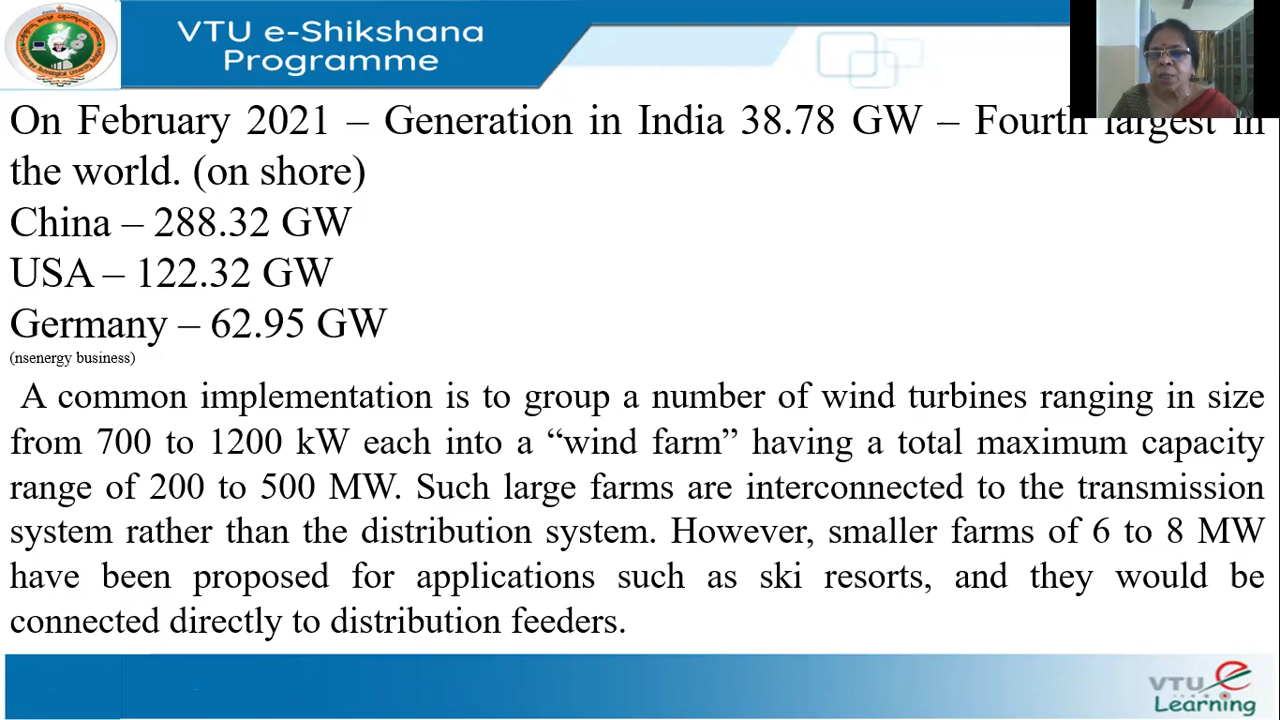 VTU e-Shikshana
Programme
On February 2021 – Generation in India 38.78 GW – Fourth largest in
the world. (on shore)
China – 288.32 GW
USA – 122.32 GW
Germany – 62.95 GW
(nsenergy business)
A common implementation is to group a number of wind turbines ranging in size
from 700 to 1200 kW each into a “wind farm” having a total maximum capacity
range of 200 to 500 MW. Such large farms are interconnected to the transmission
system rather than the distribution system. However, smaller farms of 6 to 8 MW
have been proposed for applications such as ski resorts, and they would be
connected directly to distribution feeders.
VTU e
Learning